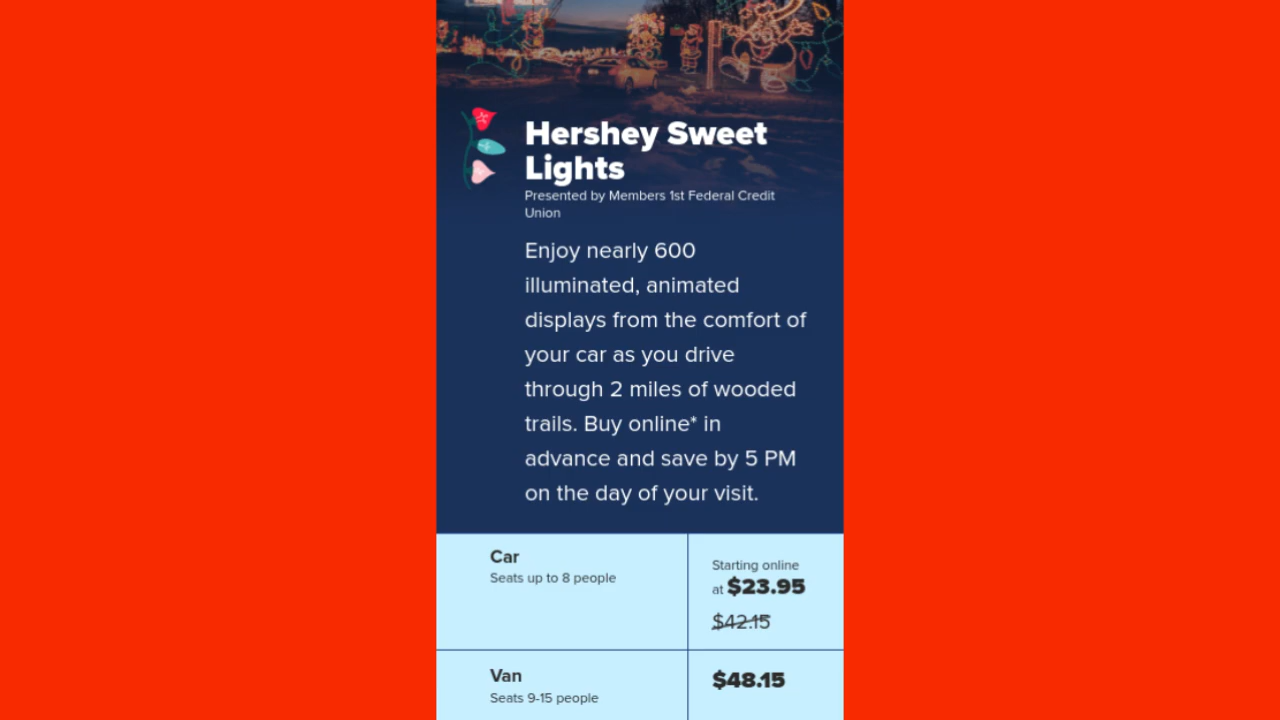 Hershey Sweet
Lights
Presented by Members 1st Federal Credit
Union
Enjoy nearly 600
illuminated, animated
displays from the comfort of
your car as you drive
through 2 miles of wooded
trails. Buy online* in
advance and save by 5 PM
on the day of your visit.
Car
Seats up to 8 people
Starting online
at $23.95
$42.15
Van
Seats 9-15 people
$48.15